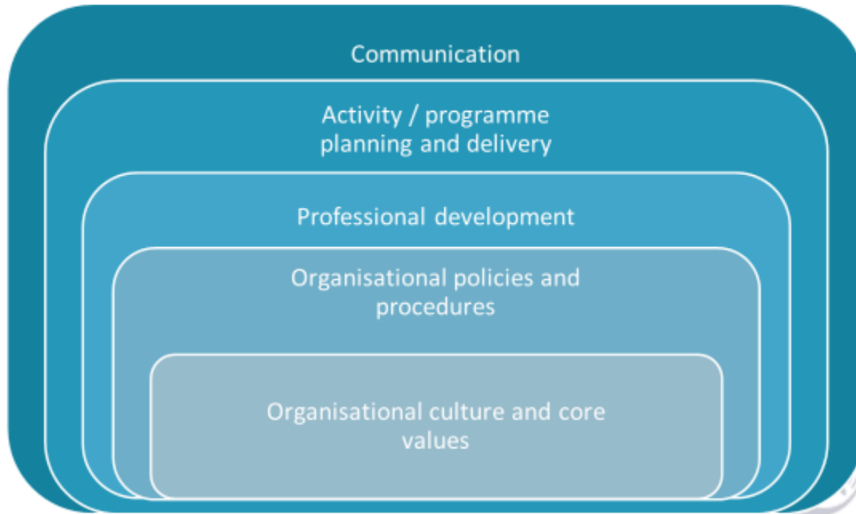 Communication
Activity / programme
planning and delivery
Professional development
Organisational policies and
procedures
Organisational culture and core
values